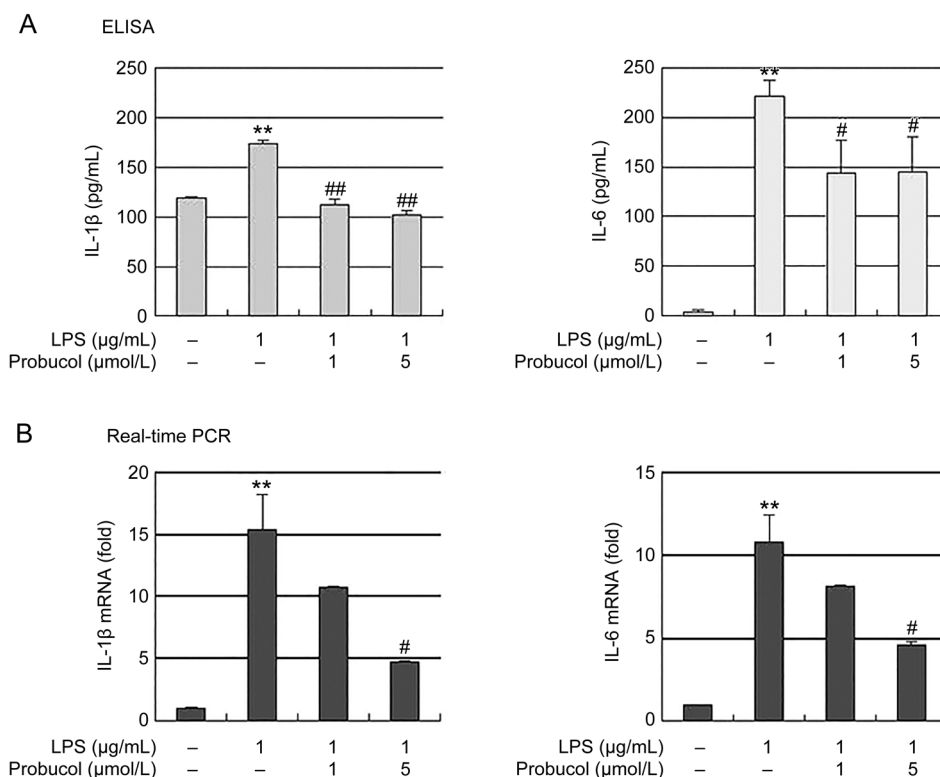 A ELISA
250
200
150
100
50
0
IL-1β (pg/mL)
**
##
##
LPS (μg/mL) – 1 1 1
Probucol (μmol/L) – – 1 5
250
200
150
100
50
0
IL-6 (pg/mL)
**
#
#
LPS (μg/mL) – 1 1 1
Probucol (μmol/L) – – 1 5
B Real-time PCR
20
15
10
5
0
IL-1β mRNA (fold)
**
#
LPS (μg/mL) – 1 1 1
Probucol (μmol/L) – – 1 5
15
10
5
0
IL-6 mRNA (fold)
**
#
LPS (μg/mL) – 1 1 1
Probucol (μmol/L) – – 1 5